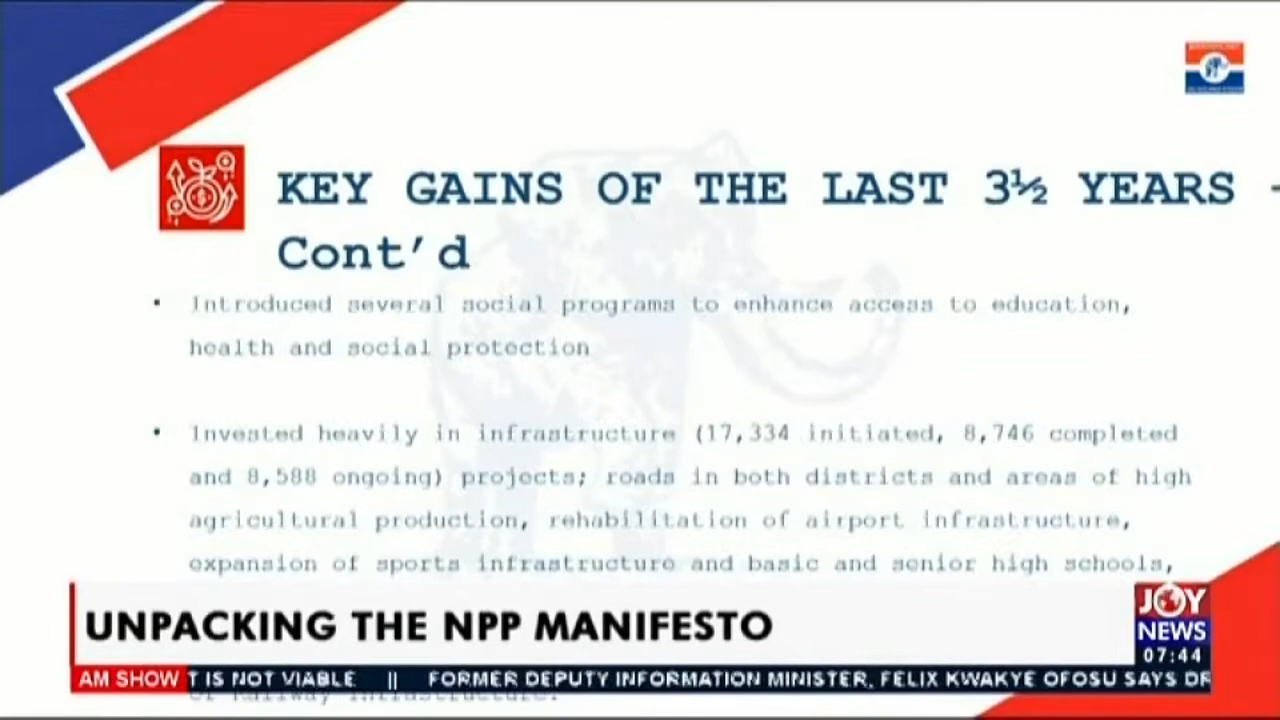 KEY GAINS OF THE LAST 3½ YEARS -
Cont'd
• Introduced several social programs to enhance access to education,
health and social protection
• Invested heavily in infrastructure (17,334 initiated, 8,746 completed
and 8,588 ongoing) projects; roads in both districts and areas of high
agricultural production, rehabilitation of airport infrastructure,
expansion of sports infrastructure and basic and senior high schools,
UNPACKING THE NPP MANIFESTO
JOY
NEWS
07:44
AM SHOW T IS NOT VIABLE || FORMER DEPUTY INFORMATION MINISTER, FELIX KWAKYE OFOSU SAYS DR